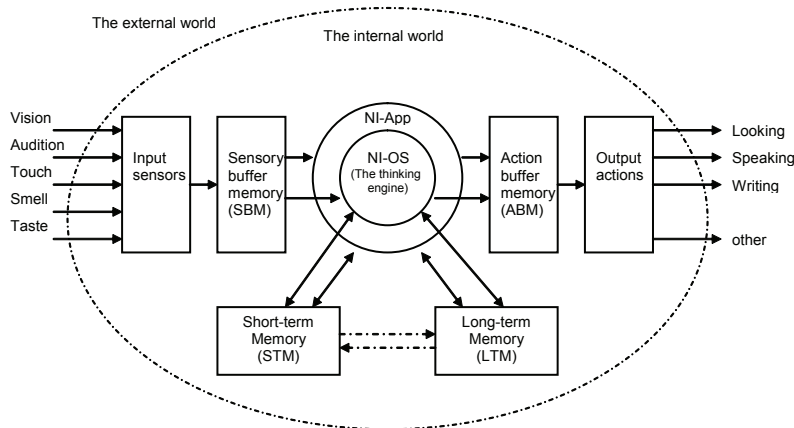 The external world
The internal world
Vision
Audition
Touch
Smell
Taste
Input
sensors
Sensory
buffer
memory
(SBM)
NI-App
NI-OS
(The thinking
engine)
Action
buffer
memory
(ABM)
Output
actions
Looking
Speaking
Writing
other
Short-term
Memory
(STM)
Long-term
Memory
(LTM)